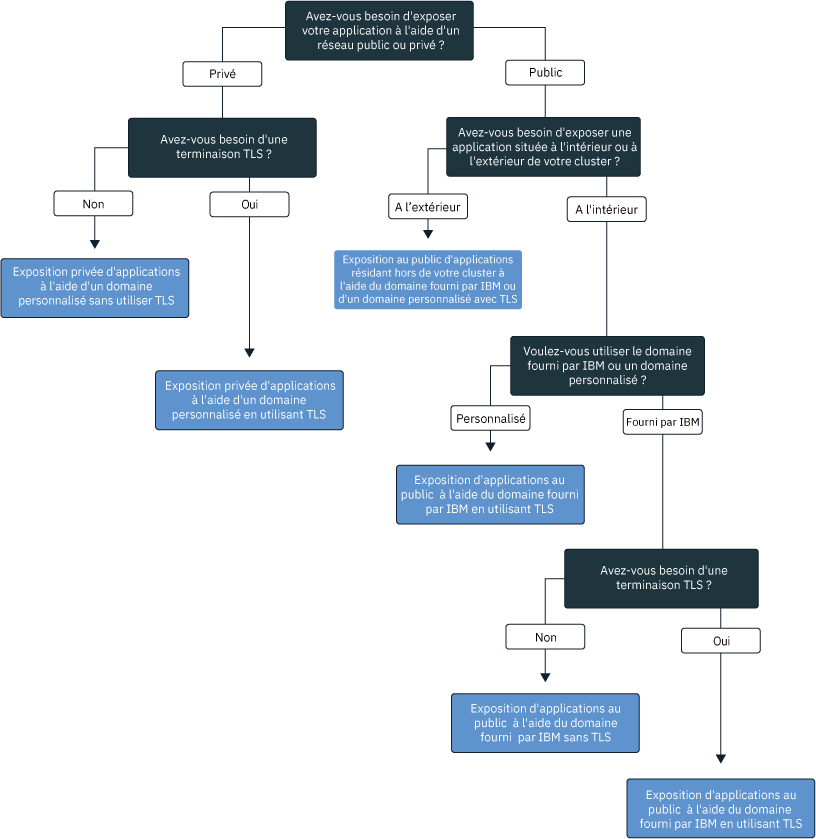 Avez-vous besoin d'exposer
votre application à l'aide d'un
réseau public ou privé ?
Privé
Public
Avez-vous besoin d'une
terminaison TLS ?
Avez-vous besoin d'exposer une
application située à l'intérieur ou à
l'extérieur de votre cluster ?
Non
Oui
A l’extérieur
A l'intérieur
Exposition privée d'applications
à l'aide d'un domaine
personnalisé sans utiliser TLS
Exposition au public d'applications
résidant hors de votre cluster à
l'aide du domaine fourni par IBM ou
d'un domaine personnalisé avec TLS
Voulez-vous utiliser le domaine
fourni par IBM ou un domaine
personnalisé ?
Exposition privée d'applications
à l'aide d'un domaine
personnalisé en utilisant TLS
Personnalisé
Fourni par IBM
Exposition d'applications au
public à l'aide du domaine fourni
par IBM en utilisant TLS
Avez-vous besoin d'une
terminaison TLS ?
Non
Oui
Exposition d'applications au
public à l'aide du domaine
fourni par IBM sans TLS
Exposition d'applications au
public à l'aide du domaine
fourni par IBM en utilisant TLS